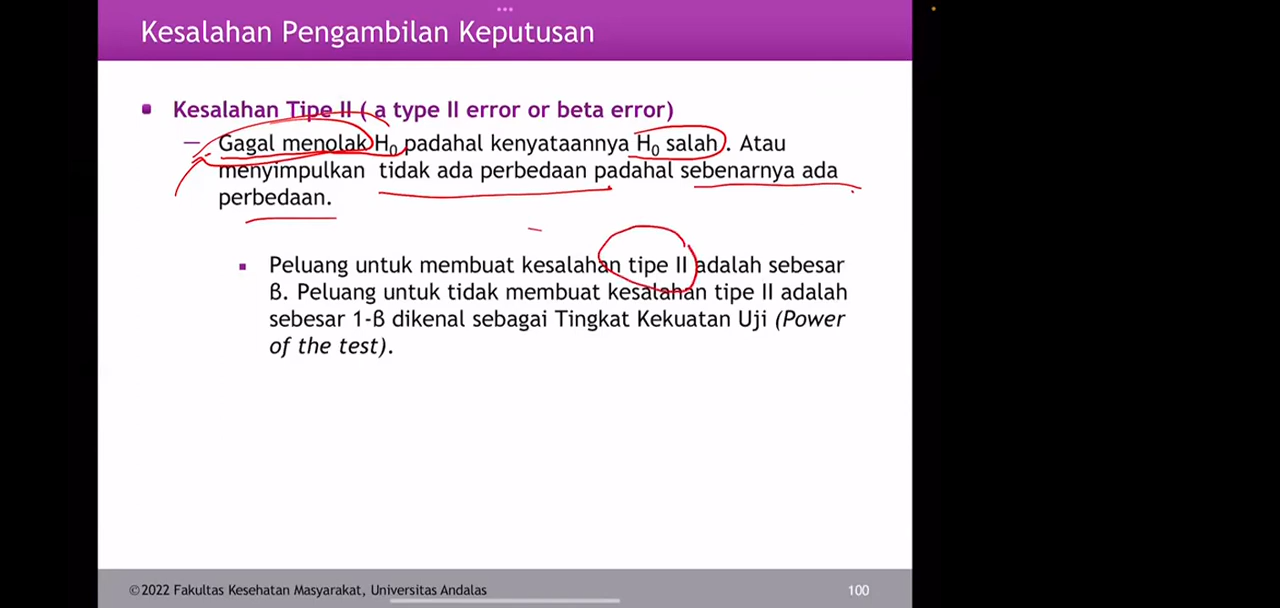 Kesalahan Pengambilan Keputusan
Kesalahan Tipe II ( a type II error or beta error)
Gagal menolak H₀ padahal kenyataannya H₀ salah . Atau
menyimpulkan tidak ada perbedaan padahal sebenarnya ada
perbedaan.
Peluang untuk membuat kesalahan tipe II adalah sebesar
ß. Peluang untuk tidak membuat kesalahan tipe II adalah
sebesar 1-ß dikenal sebagai Tingkat Kekuatan Uji (Power
of the test).
©2022 Fakultas Kesehatan Masyarakat, Universitas Andalas
100